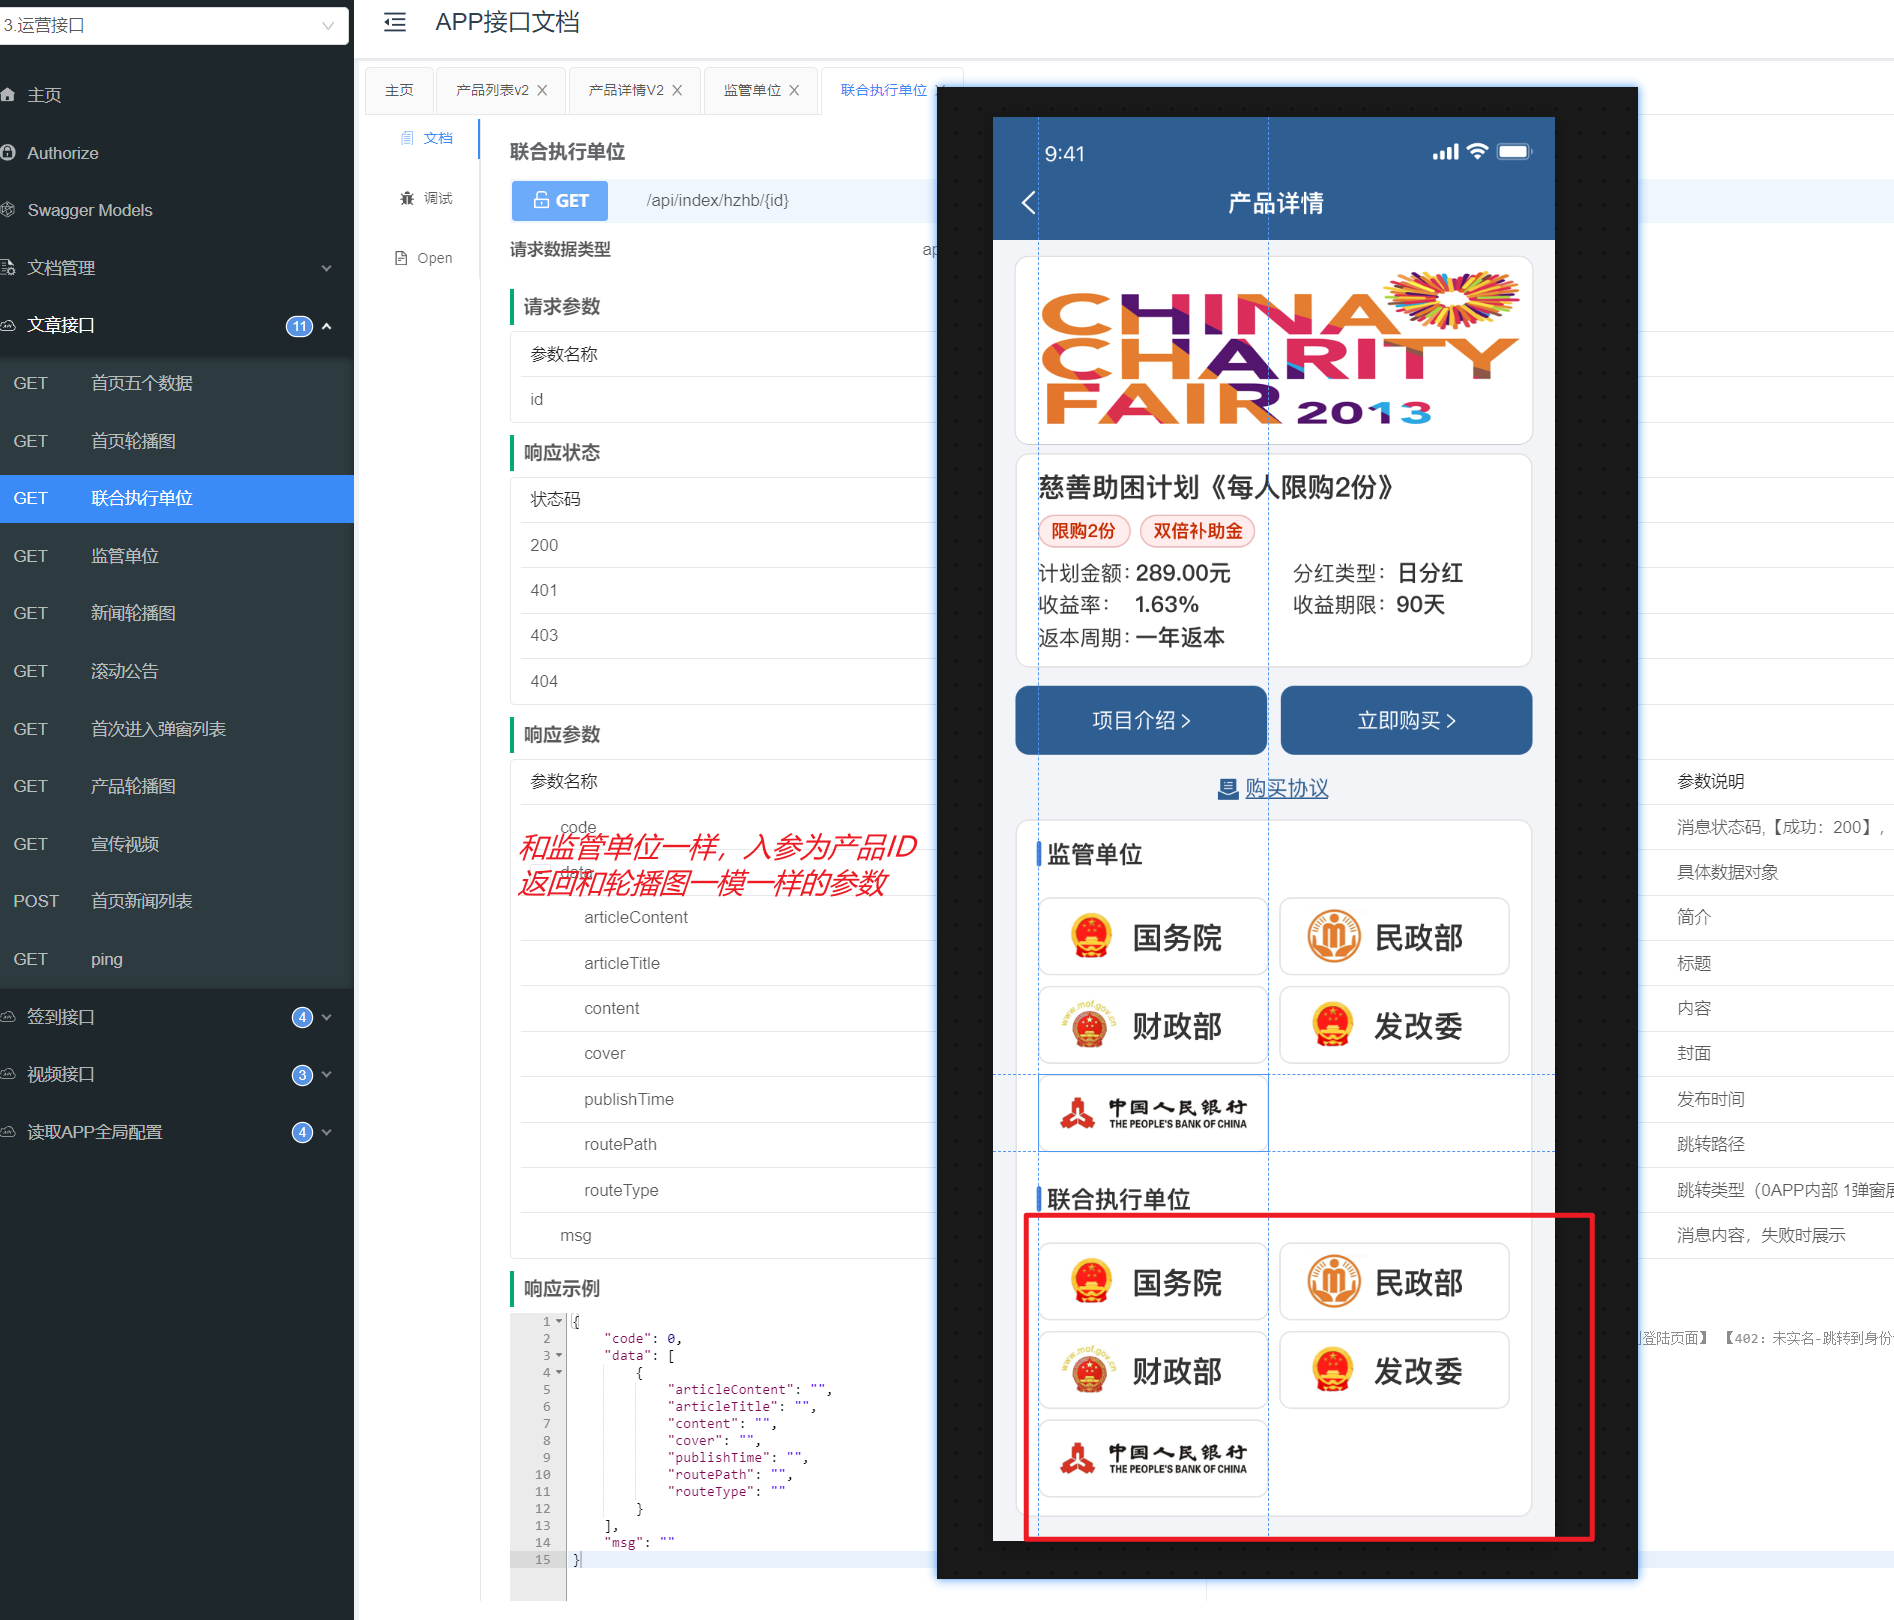 3.运营接口
主页
Authorize
Swagger Models
文档管理
文章接口 11
GET 首页五个数据
GET 首页轮播图
GET 联合执行单位
GET 监管单位
GET 新闻轮播图
GET 滚动公告
GET 首次进入弹窗列表
GET 产品轮播图
GET 宣传视频
POST 首页新闻列表
GET ping
签到接口 4
视频接口 3
读取APP全局配置 4
APP接口文档
主页 产品列表v2 产品详情V2 监管单位 联合执行单位
文档
调试
Open
联合执行单位
GET /api/index/hzhb/{id}
请求数据类型 ap
请求参数
参数名称
id
响应状态
状态码
200
401
403
404
响应参数
参数名称 参数说明
code 消息状态码,【成功：200】,
data 具体数据对象
和监管单位一样，入参为产品ID
返回和轮播图一模一样的参数
articleContent 简介
articleTitle 标题
content 内容
cover 封面
publishTime 发布时间
routePath 跳转路径
routeType 跳转类型（0APP内部 1弹窗
msg 消息内容，失败时展示
响应示例
1 {
2 "code": 0,
3 "data": [
4 {
5 "articleContent": "",
6 "articleTitle": "",
7 "content": "",
8 "cover": "",
9 "publishTime": "",
10 "routePath": "",
11 "routeType": ""
12 }
13 ],
14 "msg": ""
15 }
登陆页面】 【402：未实名-跳转到身份
9:41
产品详情
CHINA
CHARITY
FAIR 2013
慈善助困计划《每人限购2份》
限购2份 双倍补助金
计划金额：289.00元 分红类型：日分红
收益率：1.63% 收益期限：90天
返本周期：一年返本
项目介绍> 立即购买>
购买协议
监管单位
国务院 民政部
www.mof.gov.cn 财政部 发改委
中国人民银行
THE PEOPLE'S BANK OF CHINA
联合执行单位
国务院 民政部
www.mof.gov.cn 财政部 发改委
中国人民银行
THE PEOPLE'S BANK OF CHINA